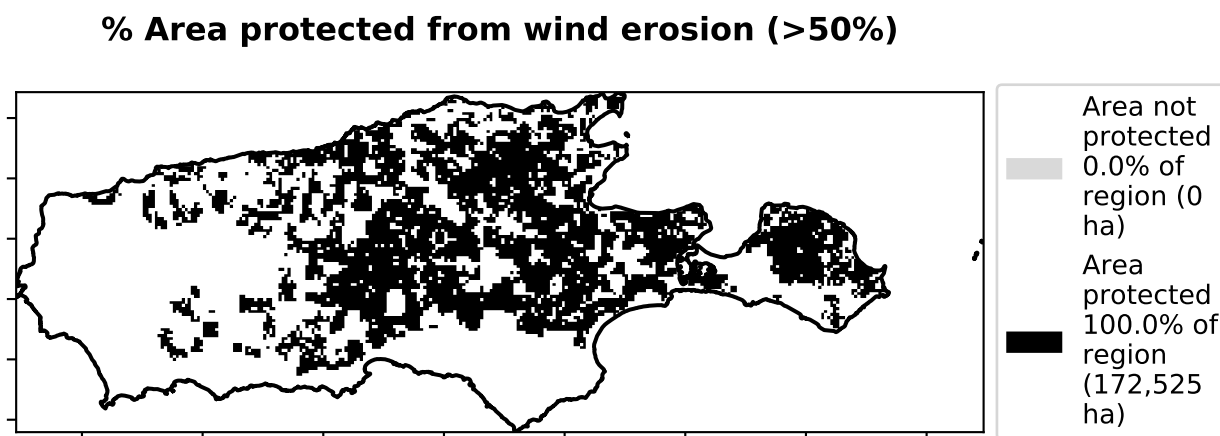 % Area protected from wind erosion (>50%)
Area not
protected
0.0% of
region (0
ha)
Area
protected
100.0% of
region
(172,525
ha)